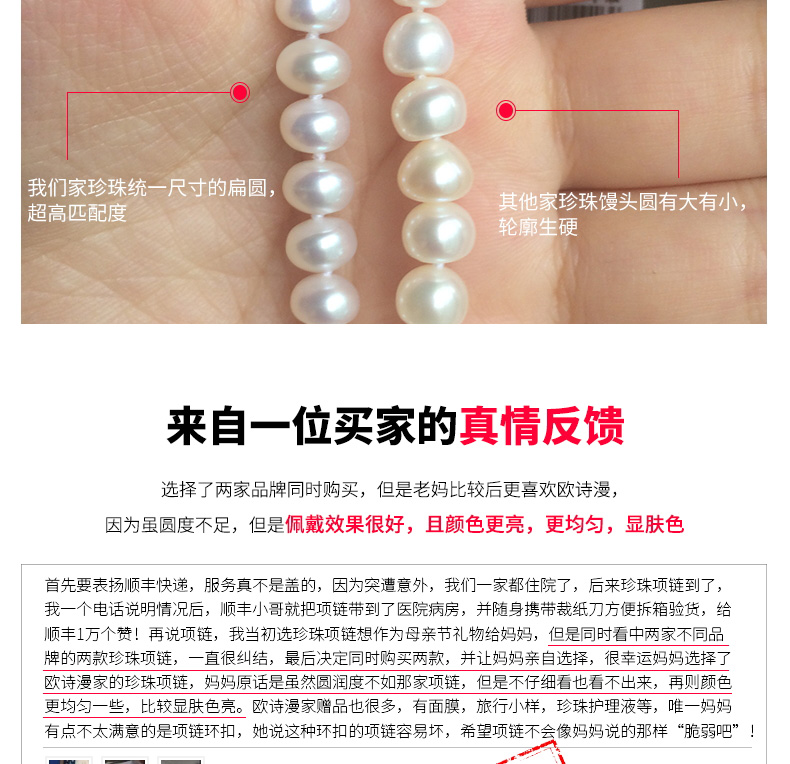 我们家珍珠统一尺寸的扁圆，
超高匹配度
其他家珍珠馒头圆有大有小，
轮廓生硬
来自一位买家的真情反馈
选择了两家品牌同时购买，但是老妈比较后更喜欢欧诗漫，
因为虽圆度不足，但是佩戴效果很好，且颜色更亮，更均匀，显肤色
首先要表扬顺丰快递，服务真不是盖的，因为突遭意外，我们一家都住院了，后来珍珠项链到了，
我一个电话说明情况后，顺丰小哥就把项链带到了医院病房，并随身携带裁纸刀方便拆箱验货，给
顺丰1万个赞！再说项链，我当初选珍珠项链想作为母亲节礼物给妈妈，但是同时看中两家不同品
牌的两款珍珠项链，一直很纠结，最后决定同时购买两款，并让妈妈亲自选择，很幸运妈妈选择了
欧诗漫家的珍珠项链，妈妈原话是虽然圆润度不如那家项链，但是不仔细看也看不出来，再则颜色
更均匀一些，比较显肤色亮。欧诗漫家赠品也很多，有面膜，旅行小样，珍珠护理液等，唯一妈妈
有点不太满意的是项链环扣，她说这种环扣的项链容易坏，希望项链不会像妈妈说的那样“脆弱吧”！